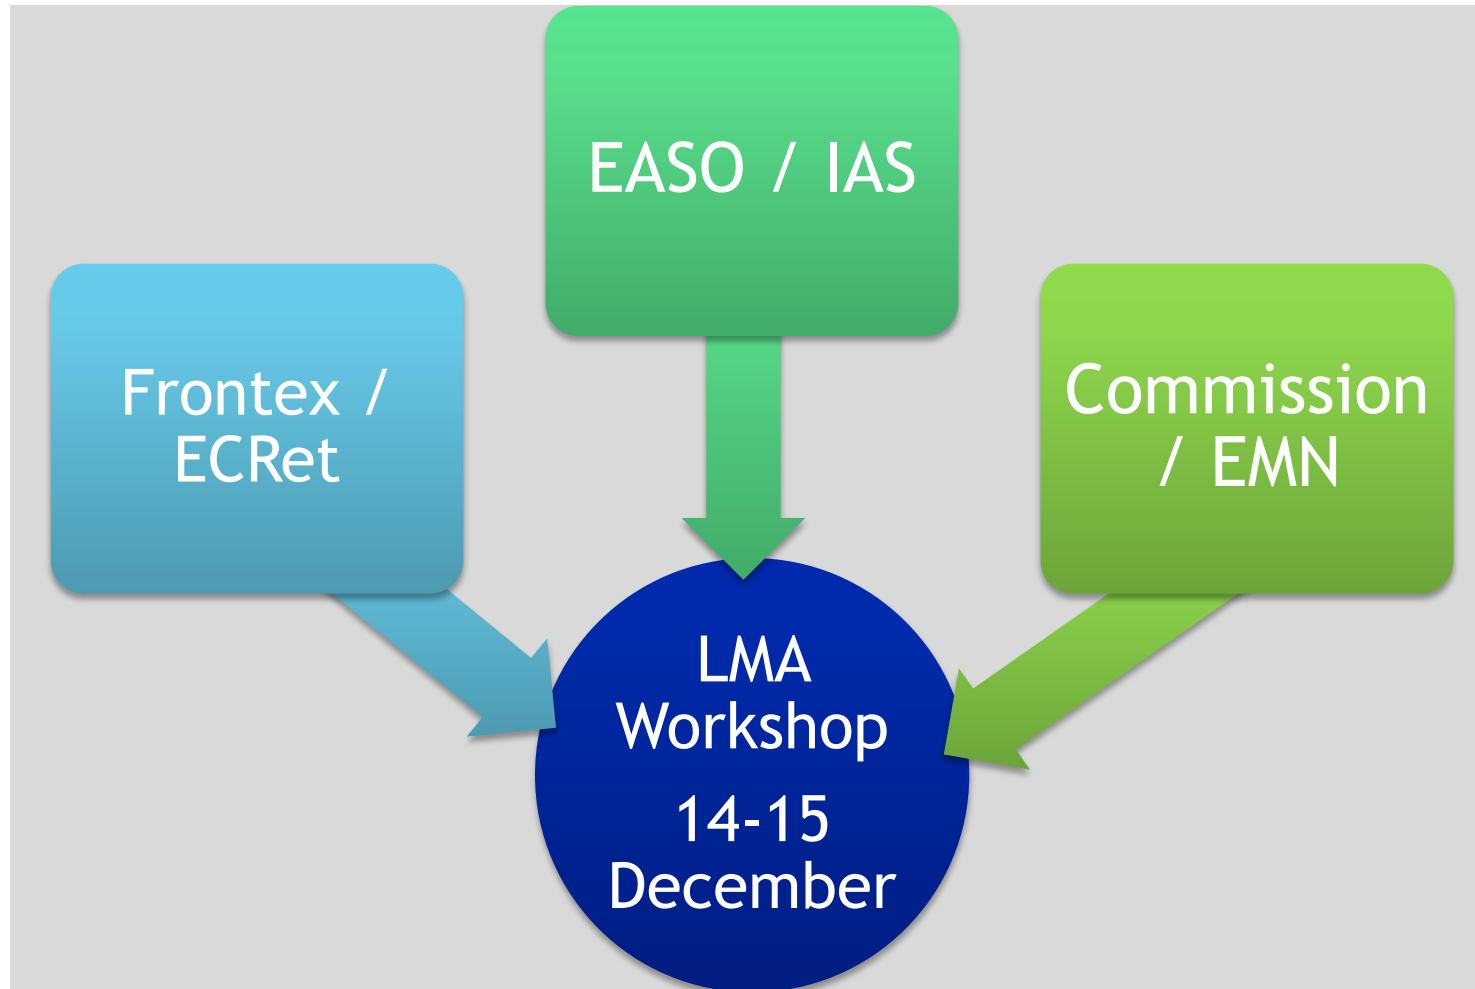 EASO / IAS
Frontex /
ECRet
Commission
/ EMN
LMA
Workshop
14-15
December